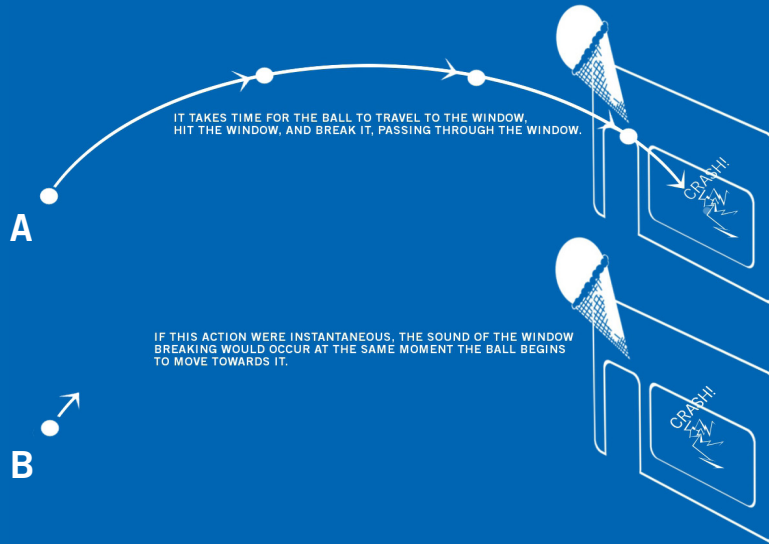 IT TAKES TIME FOR THE BALL TO TRAVEL TO THE WINDOW,
HIT THE WINDOW, AND BREAK IT, PASSING THROUGH THE WINDOW.
CRASH!
A
IF THIS ACTION WERE INSTANTANEOUS, THE SOUND OF THE WINDOW
BREAKING WOULD OCCUR AT THE SAME MOMENT THE BALL BEGINS
TO MOVE TOWARDS IT.
CRASH!
B